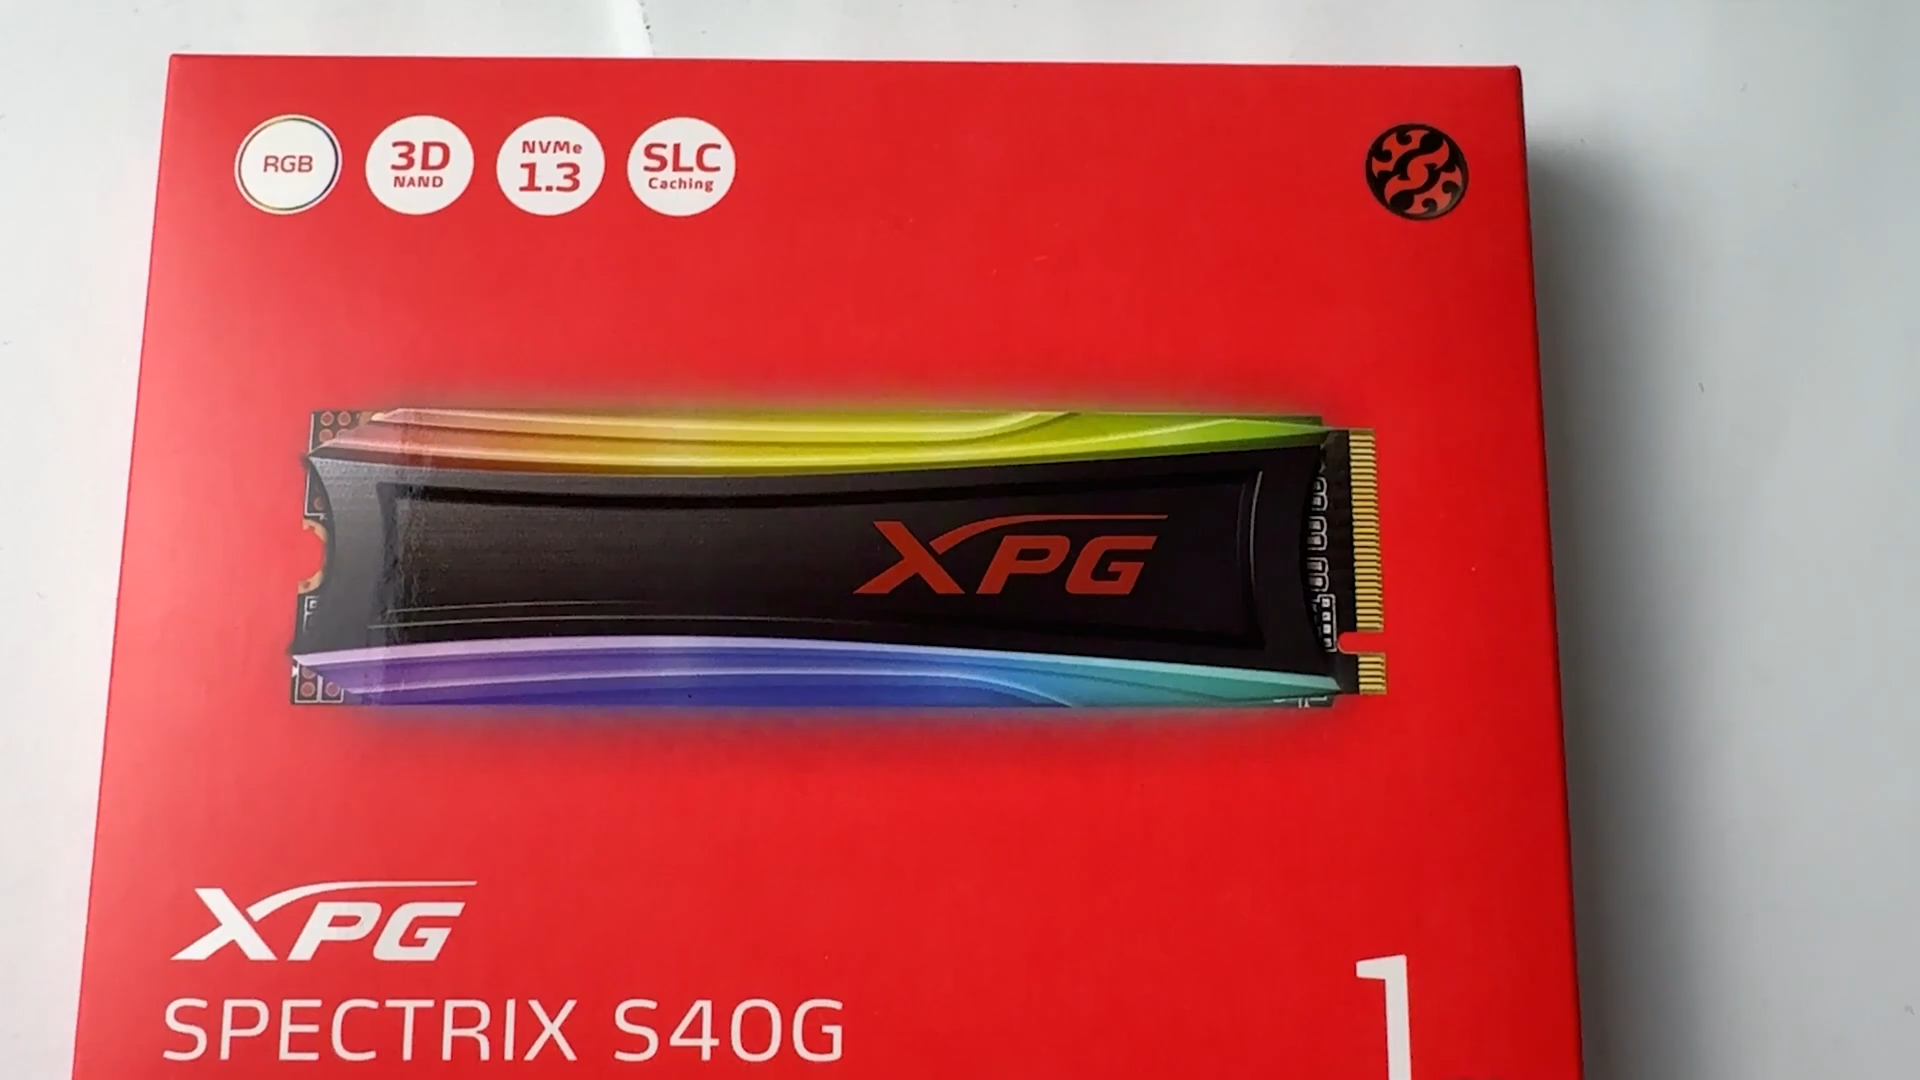 RGB
3D
NAND
NVMe
1.3
SLC
Caching
XPG
XPG
SPECTRIX S40G
1